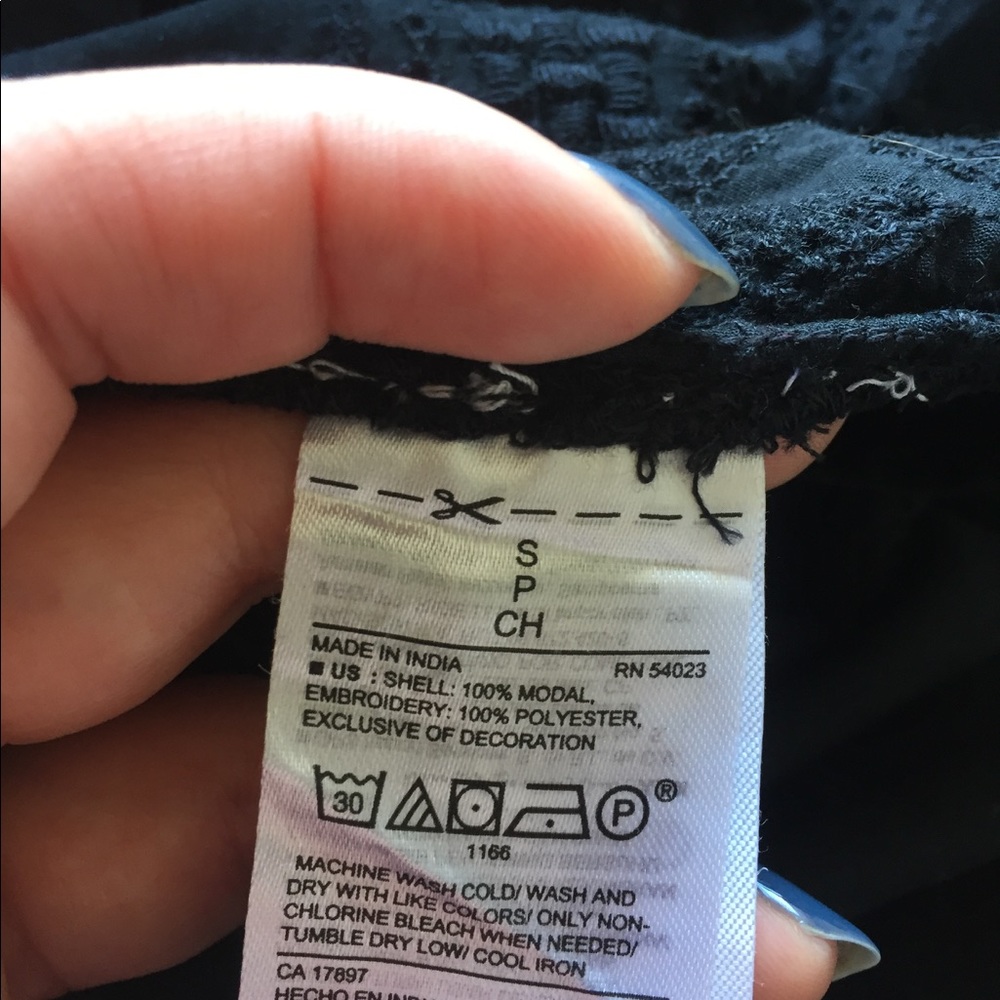 S
P
CH
MADE IN INDIA RN 54023
US : SHELL: 100% MODAL,
EMBROIDERY: 100% POLYESTER,
EXCLUSIVE OF DECORATION
30 P ®
1166
MACHINE WASH COLD/ WASH AND
DRY WITH LIKE COLORS/ ONLY NON-
CHLORINE BLEACH WHEN NEEDED/
TUMBLE DRY LOW/ COOL IRON
CA 17897
HECHO EN